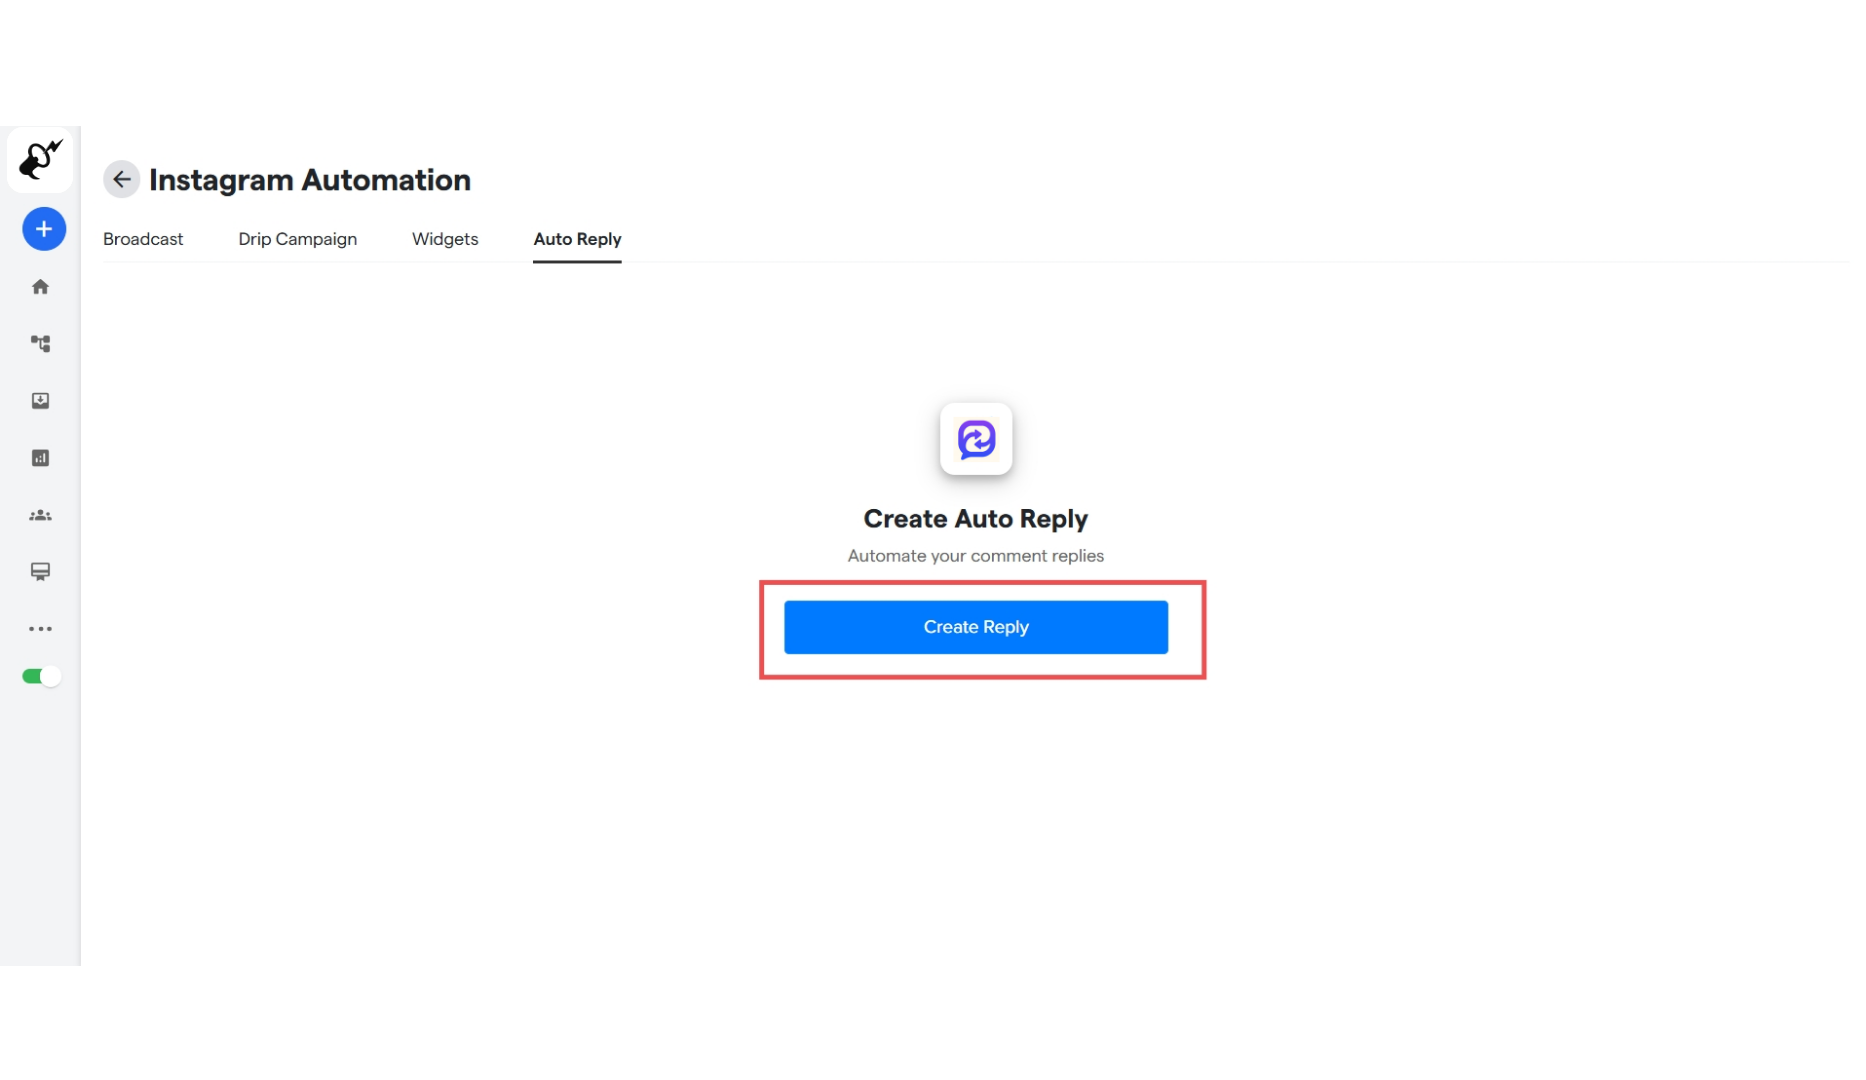 Instagram Automation
Broadcast Drip Campaign Widgets Auto Reply
Create Auto Reply
Automate your comment replies
Create Reply